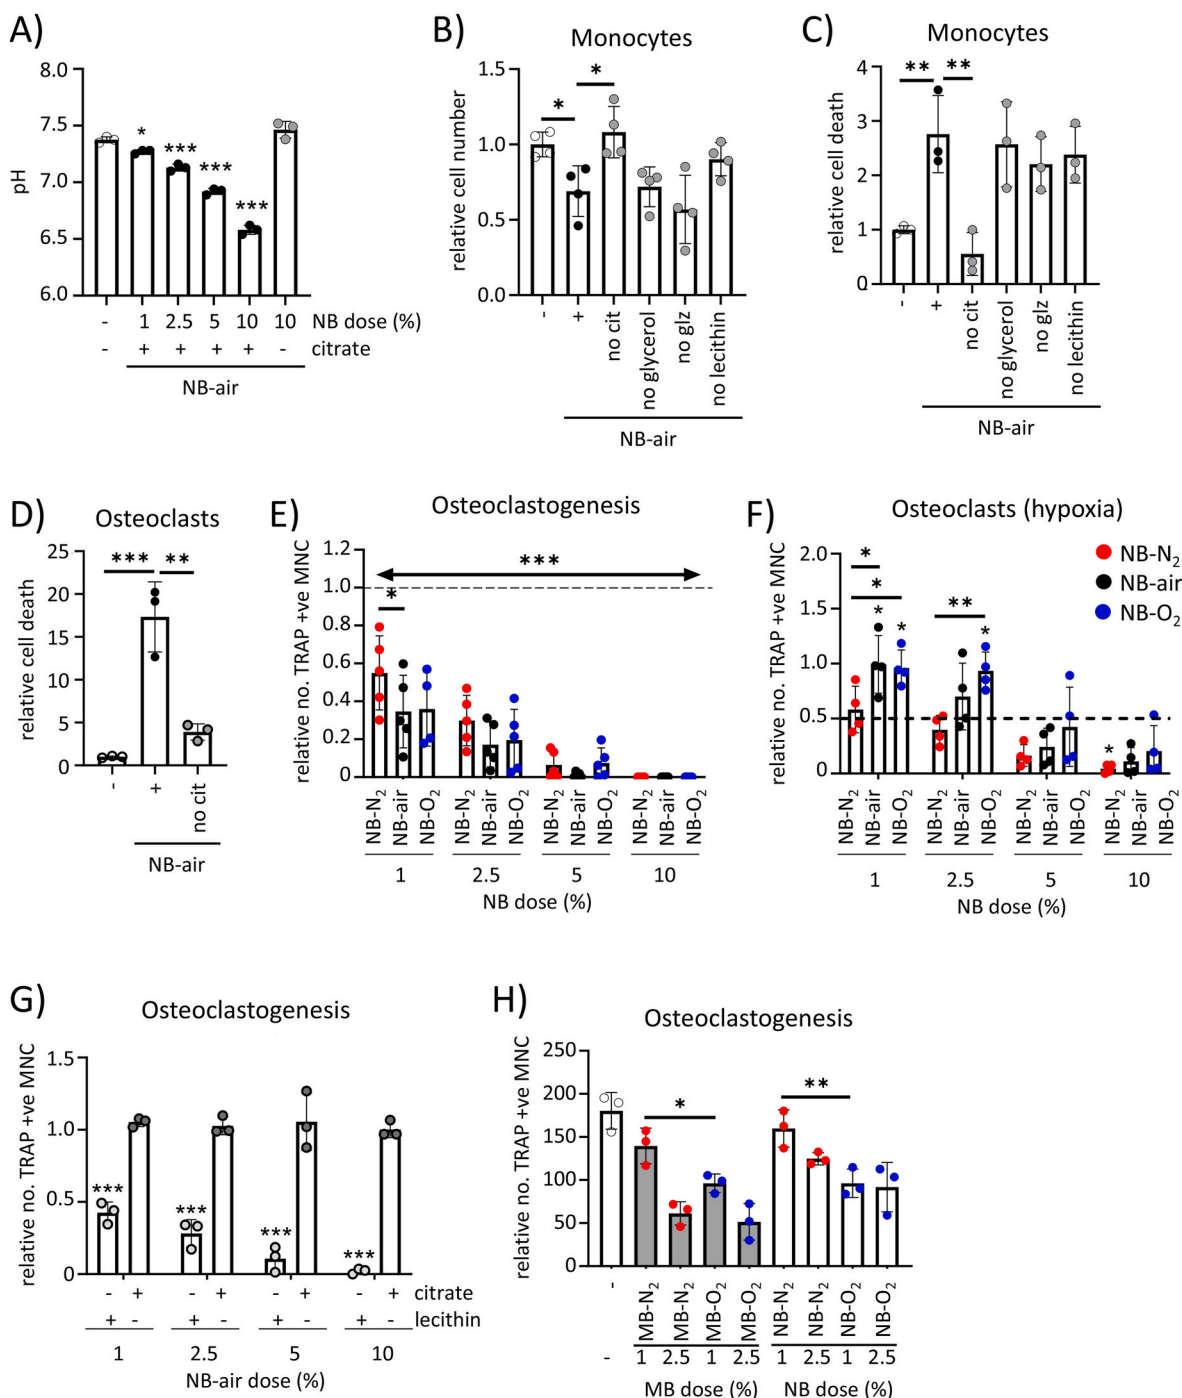 A)
8.0
7.5
7.0
6.5
6.0
pH
*
***
***
***
- 1 2.5 5 10 10 NB dose (%)
- + + + + - citrate
NB-air
B)
Monocytes
1.5
1.0
0.5
0.0
relative cell number
* *
- + no cit no glycerol no glz no lecithin
NB-air
C)
Monocytes
4
3
2
1
0
relative cell death
** **
- + no cit no glycerol no glz no lecithin
NB-air
D)
Osteoclasts
25
20
15
10
5
0
relative cell death
*** **
- + no cit
NB-air
E)
Osteoclastogenesis
1.2
1.0
0.8
0.6
0.4
0.2
0
relative no. TRAP +ve MNC
***
*
NB-N₂ NB-air NB-O₂ NB-N₂ NB-air NB-O₂ NB-N₂ NB-air NB-O₂ NB-N₂ NB-air NB-O₂
1 2.5 5 10
NB dose (%)
F)
Osteoclasts (hypoxia)
2.0
1.5
1.0
0.5
0
relative no. TRAP +ve MNC
*
*
**
* * *
*
NB-N₂
NB-air
NB-O₂
NB-N₂ NB-air NB-O₂ NB-N₂ NB-air NB-O₂ NB-N₂ NB-air NB-O₂ NB-N₂ NB-air NB-O₂
1 2.5 5 10
NB dose (%)
G)
Osteoclastogenesis
1.5
1.0
0.5
0
relative no. TRAP +ve MNC
*** *** *** ***
- + - + - + - + citrate
+ - + - + - + - lecithin
1 2.5 5 10
NB-air dose (%)
H)
Osteoclastogenesis
250
200
150
100
50
0
relative no. TRAP +ve MNC
* **
- MB-N₂ MB-N₂ MB-O₂ MB-O₂ NB-N₂ NB-N₂ NB-O₂ NB-O₂
- 1 2.5 1 2.5 1 2.5 1 2.5
MB dose (%) NB dose (%)